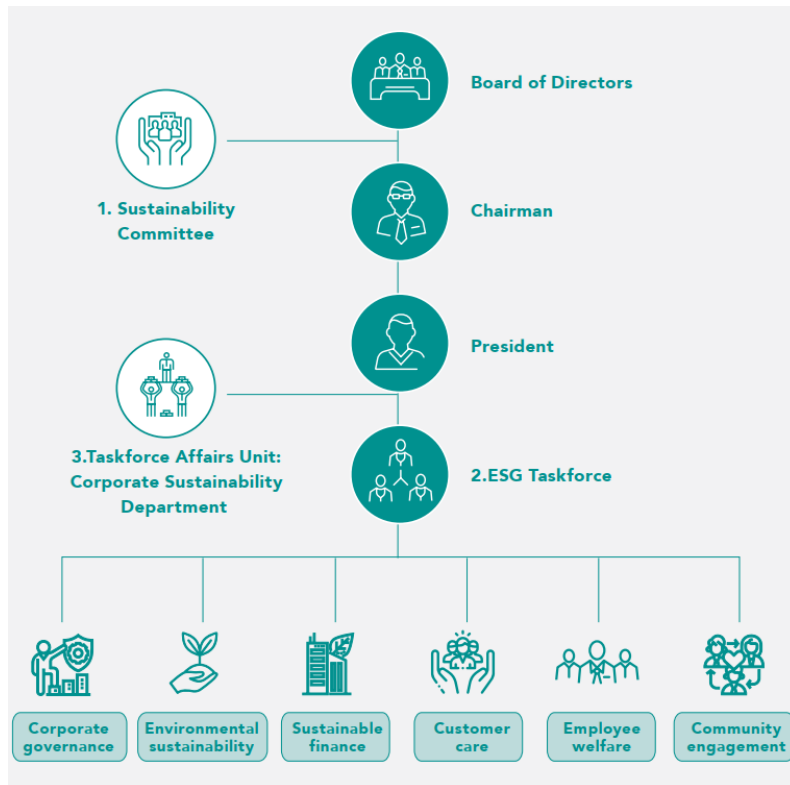 Board of Directors
1. Sustainability
Committee
Chairman
President
3.Taskforce Affairs Unit:
Corporate Sustainability
Department
2.ESG Taskforce
Corporate
governance
Environmental
sustainability
Sustainable
finance
Customer
care
Employee
welfare
Community
engagement